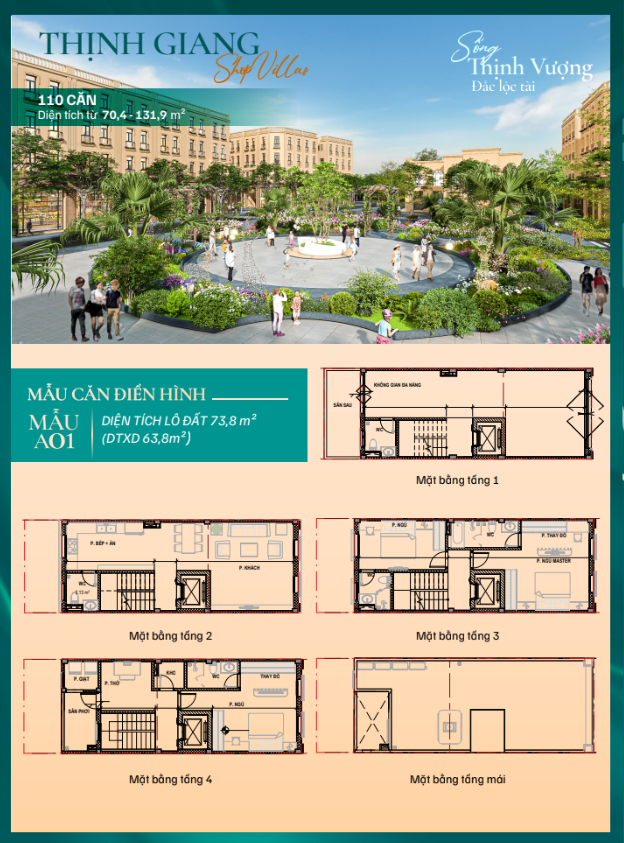 THỊNH GIANG
Shop Villas
110 CĂN
Diện tích từ 70,4 - 131,9 m²
Sống
Thịnh Vượng
Đắc lộc tài
MẪU CĂN ĐIỂN HÌNH
MẪU
A01
DIỆN TÍCH LÔ ĐẤT 73,8 m²
(DTXD 63,8m²)
KHÔNG GIAN ĐA NĂNG
SÂN SAU
WC
Mặt bằng tầng 1
P. BẾP + ĂN
P. KHÁCH
WC
Mặt bằng tầng 2
P. NGỦ
WC
P. THAY ĐỒ
P. NGỦ MASTER
WC
Mặt bằng tầng 3
P. GIẶT
P. THỜ
KHO
WC
THAY ĐỒ
SÂN PHƠI
P. NGỦ
Mặt bằng tầng 4
Mặt bằng tầng mái